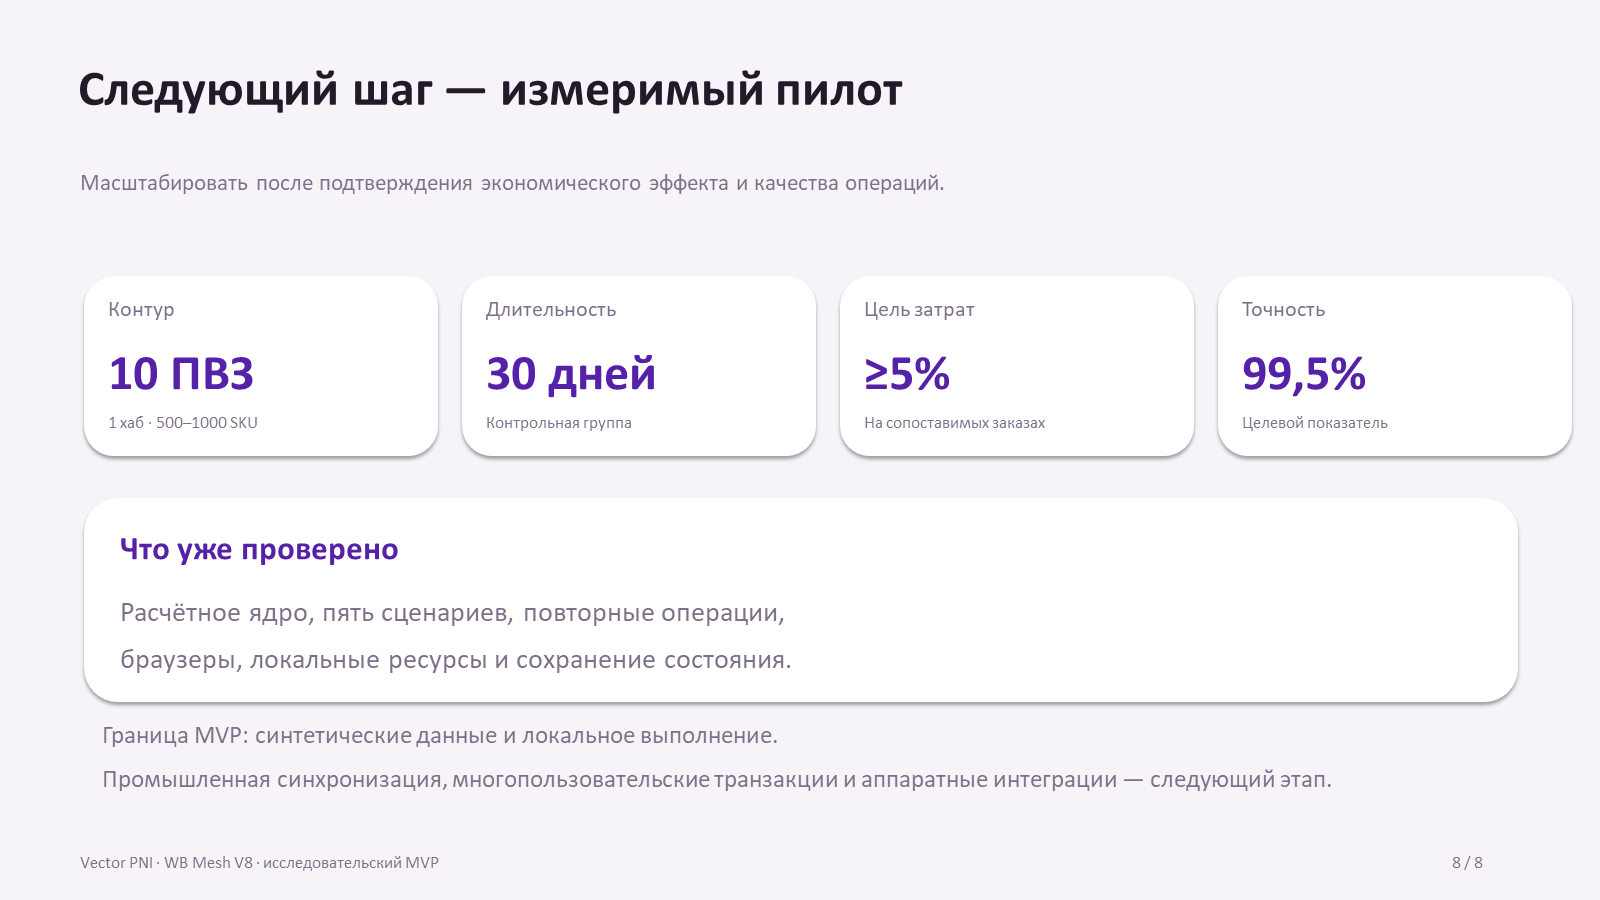 Следующий шаг — измеримый пилот
Масштабировать после подтверждения экономического эффекта и качества операций.
Контур
10 ПВЗ
1 хаб · 500–1000 SKU
Длительность
30 дней
Контрольная группа
Цель затрат
≥5%
На сопоставимых заказах
Точность
99,5%
Целевой показатель
Что уже проверено
Расчётное ядро, пять сценариев, повторные операции,
браузеры, локальные ресурсы и сохранение состояния.
Граница MVP: синтетические данные и локальное выполнение.
Промышленная синхронизация, многопользовательские транзакции и аппаратные интеграции — следующий этап.
Vector PNI · WB Mesh V8 · исследовательский MVP
8 / 8